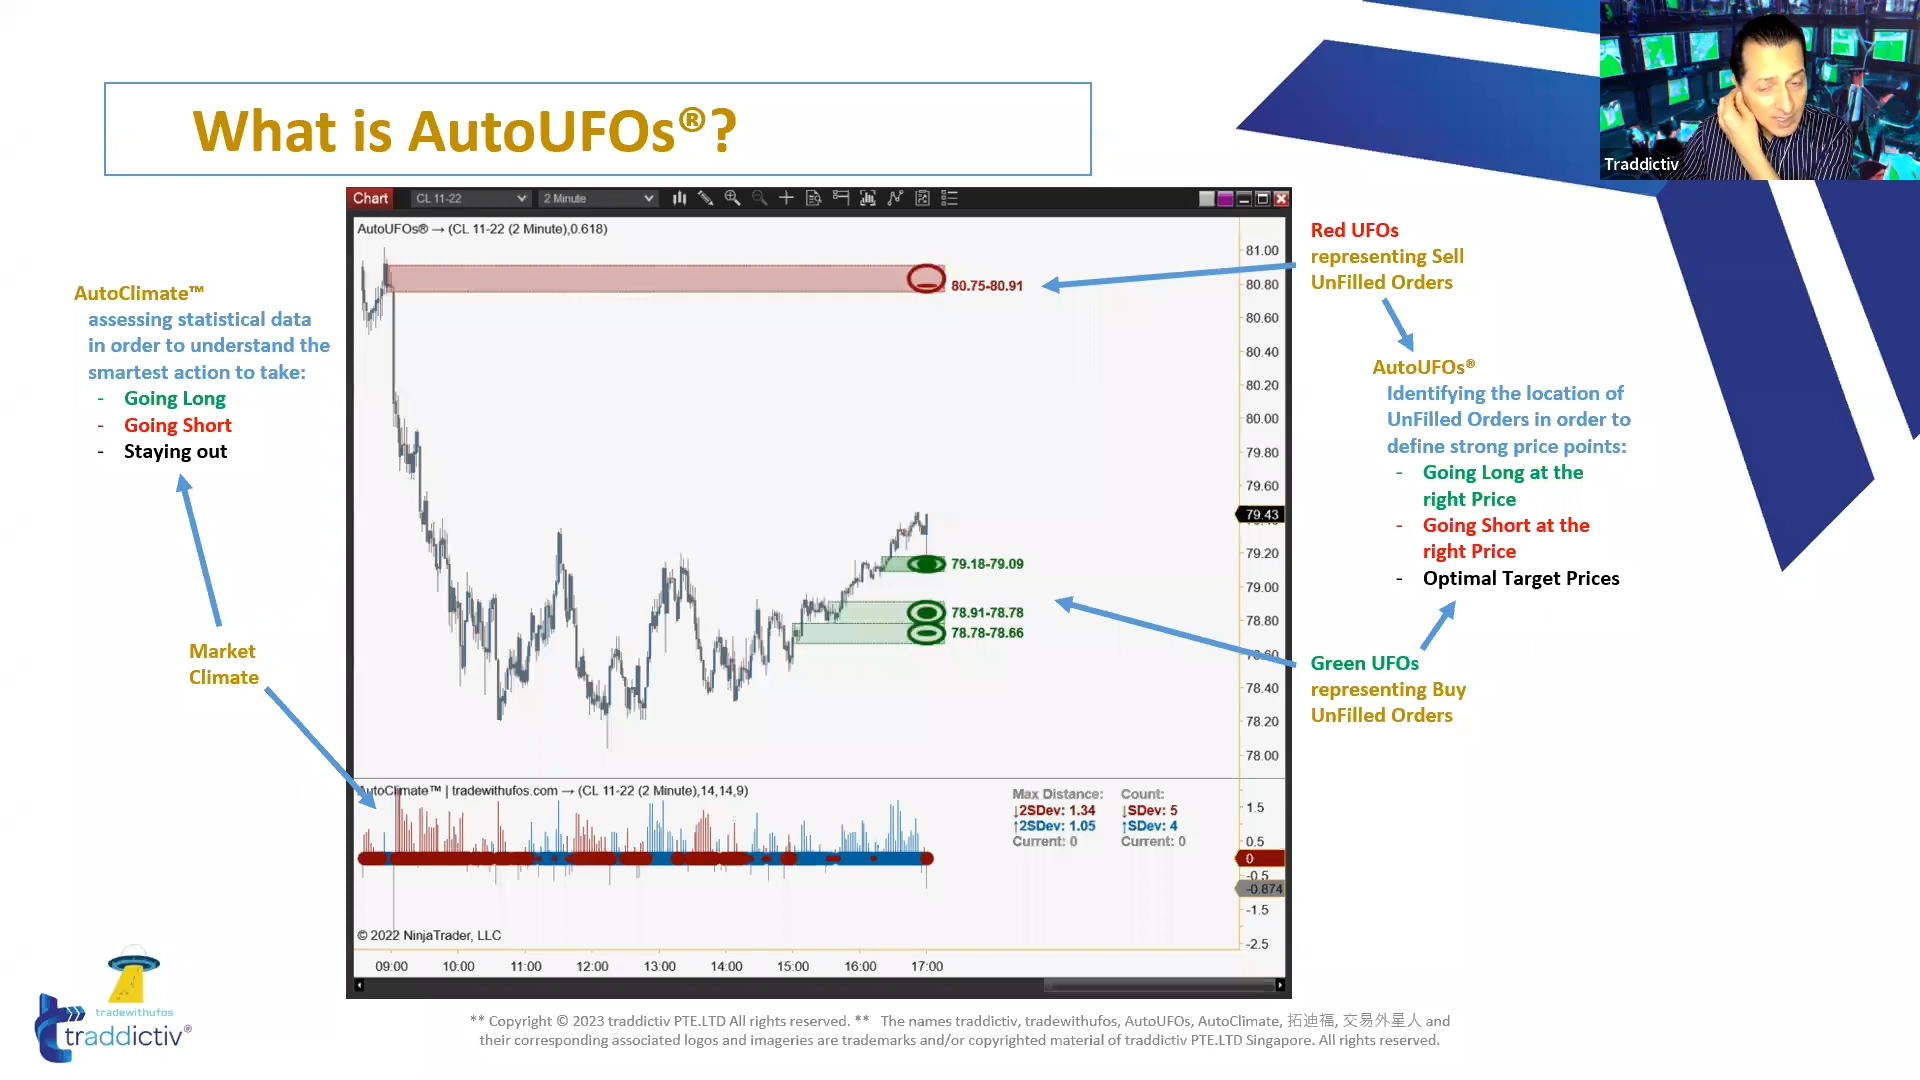 What is AutoUFOs®?
Traddictiv
Chart
CL 11-22
2 Minute
AutoUFOs® → (CL 11-22 (2 Minute),0.618)
81.00
80.80
80.60
80.40
80.20
80.00
79.80
79.60
79.43
79.20
79.00
78.80
78.60
78.40
78.20
78.00
80.75-80.91
79.18-79.09
78.91-78.78
78.78-78.66
AutoClimate™
assessing statistical data
in order to understand the
smartest action to take:
- Going Long
- Going Short
- Staying out
Market
Climate
Red UFOs
representing Sell
UnFilled Orders
AutoUFOs®
Identifying the location of
UnFilled Orders in order to
define strong price points:
- Going Long at the
right Price
- Going Short at the
right Price
- Optimal Target Prices
Green UFOs
representing Buy
UnFilled Orders
AutoClimate™ | tradewithufos.com → (CL 11-22 (2 Minute),14,14,9)
Max Distance: Count:
↓2SDev: 1.34 ↓SDev: 5
↑2SDev: 1.05 ↑SDev: 4
Current: 0 Current: 0
1.5
0.5
0
-0.5
-0.874
-1.5
-2.5
© 2022 NinjaTrader, LLC
09:00 10:00 11:00 12:00 13:00 14:00 15:00 16:00 17:00
tradewithufos
traddictiv®
** Copyright © 2023 traddictiv PTE.LTD All rights reserved. ** The names traddictiv, tradewithufos, AutoUFOs, AutoClimate, 拓迪福, 交易外星人 and
their corresponding associated logos and imageries are trademarks and/or copyrighted material of traddictiv PTE.LTD Singapore. All rights reserved.